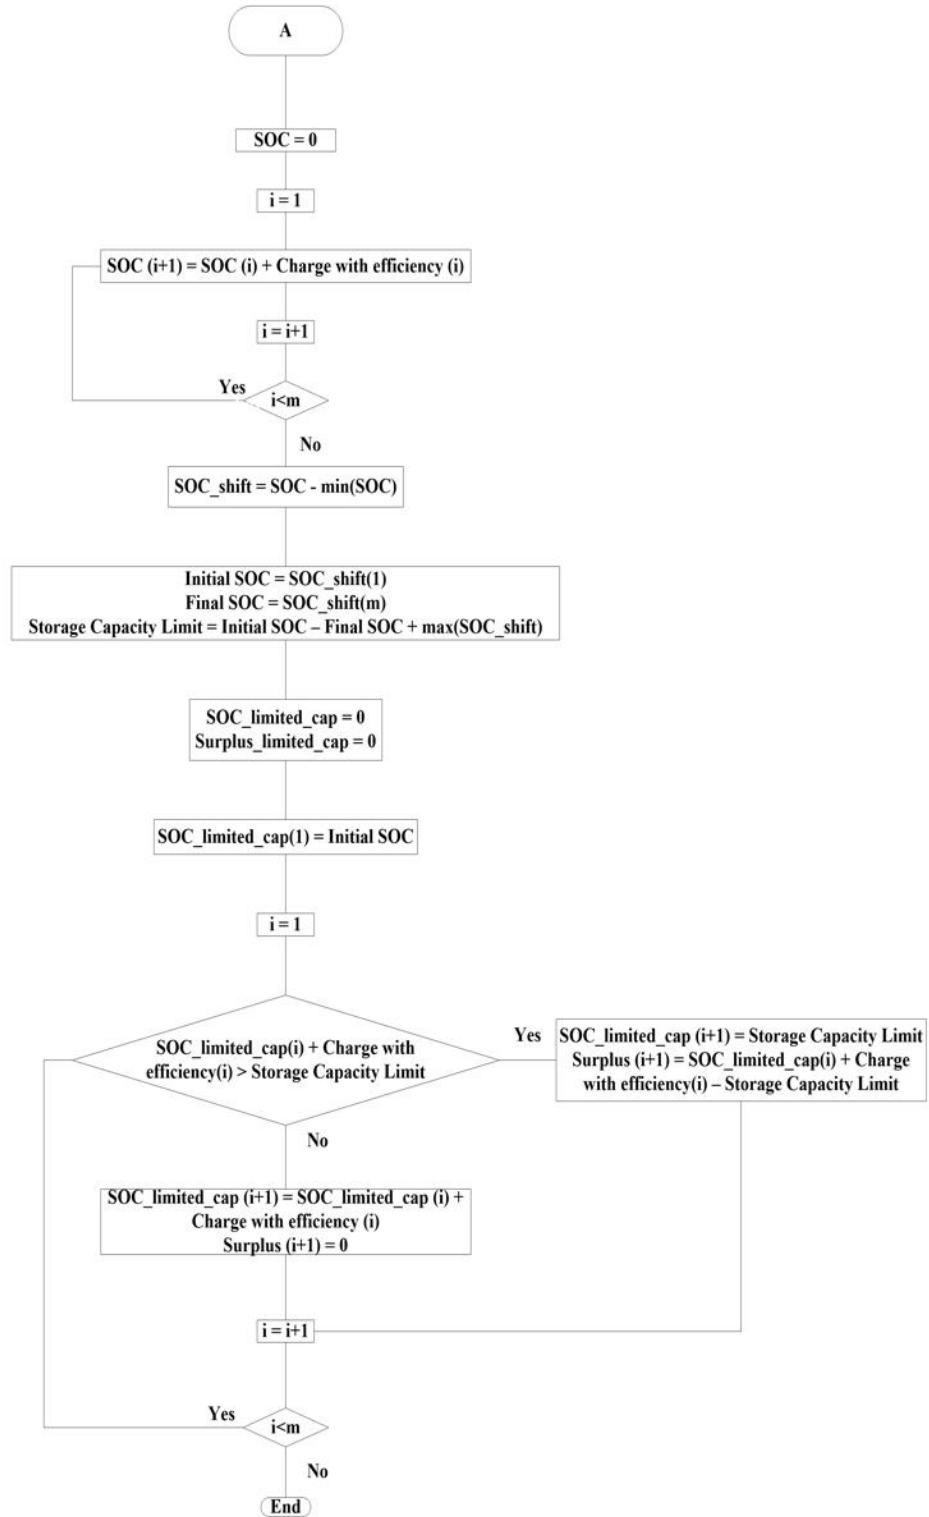 A
SOC = 0
i = 1
SOC (i+1) = SOC (i) + Charge with efficiency (i)
i = i+1
Yes
i<m
No
SOC_shift = SOC - min(SOC)
Initial SOC = SOC_shift(1)
Final SOC = SOC_shift(m)
Storage Capacity Limit = Initial SOC – Final SOC + max(SOC_shift)
SOC_limited_cap = 0
Surplus_limited_cap = 0
SOC_limited_cap(1) = Initial SOC
i = 1
SOC_limited_cap(i) + Charge with
efficiency(i) > Storage Capacity Limit
Yes
SOC_limited_cap (i+1) = Storage Capacity Limit
Surplus (i+1) = SOC_limited_cap(i) + Charge
with efficiency(i) – Storage Capacity Limit
No
SOC_limited_cap (i+1) = SOC_limited_cap (i) +
Charge with efficiency (i)
Surplus (i+1) = 0
i = i+1
Yes
i<m
No
End